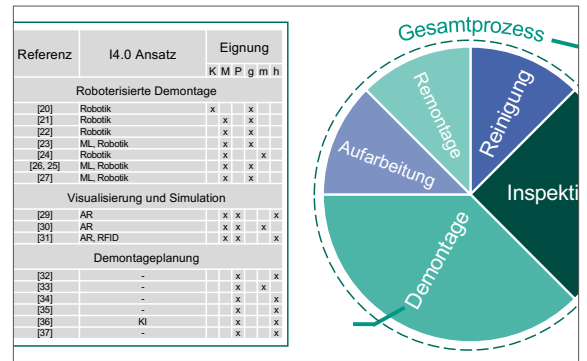 Referenz I4.0 Ansatz Eignung
K M P g m h
Roboterisierte Demontage
[20] Robotik x x
[21] Robotik x x
[22] Robotik x x
[23] ML, Robotik x x
[24] Robotik x x
[26, 25] ML, Robotik x x
[27] ML, Robotik x x
Visualisierung und Simulation
[29] AR x x x
[30] AR x x x
[31] AR, RFID x x x
Demontageplanung
[32] - x x
[33] - x x
[34] - x x
[35] - x x
[36] KI x x
[37] - x x
Gesamtprozess
Remontage
Reinigung
Aufarbeitung
Inspekti
Demontage